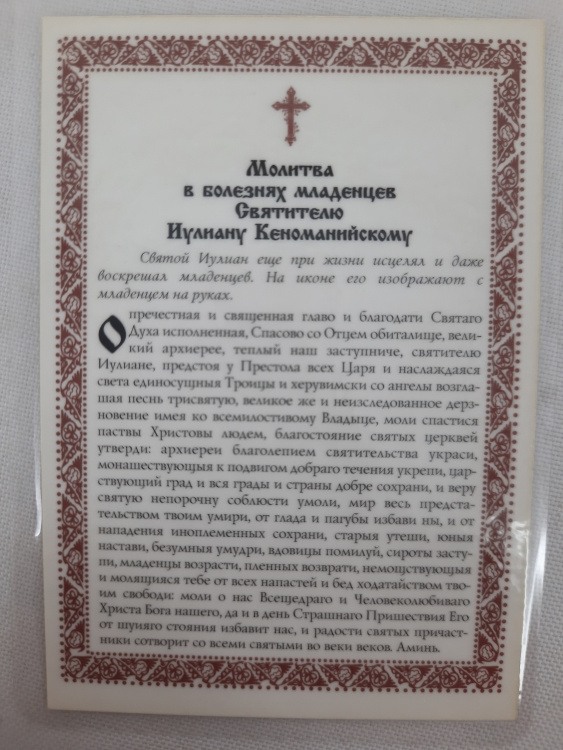 Молитва
в болезнях младенцев
Святителю
Иулиану Кеноманийскому
Святой Иулиан еще при жизни исцелял и даже
воскрешал младенцев. На иконе его изображают с
младенцем на руках.
О пречестная и священная главо и благодати Святаго
Духа исполненная, Спасово со Отцем обиталище, вели-
кий архиерее, теплый наш заступниче, святителю
Иулиане, предстоя у Престола всех Царя и наслаждаяся
света единосущныя Троицы и херувимски со ангелы возгла-
шая песнь трисвятую, великое же и неизследованное дерз-
новение имея ко всемилостивому Владыце, моли спастися
паствы Христовы людем, благостояние святых церквей
утверди: архиереи благолепием святительства украси,
монашествующыя к подвигом добраго течения укрепи, цар-
ствующий град и вся грады и страны добре сохрани, и веру
святую непорочну соблюсти умоли, мир весь предста-
тельством твоим умири, от глада и пагубы избави ны, и от
нападения иноплеменных сохрани, старыя утеши, юныя
настави, безумныя умудри, вдовицы помилуй, сироты засту-
пи, младенцы возрасти, пленных возврати, немощствующыя
и молящияся тебе от всех напастей и бед ходатайством тво-
им свободи: моли о нас Всещедраго и Человеколюбиваго
Христа Бога нашего, да и в день Страшнаго Пришествия Его
от шуияго стояния избавит нас, и радости святых причаст-
ники сотворит со всеми святыми во веки веков. Аминь.